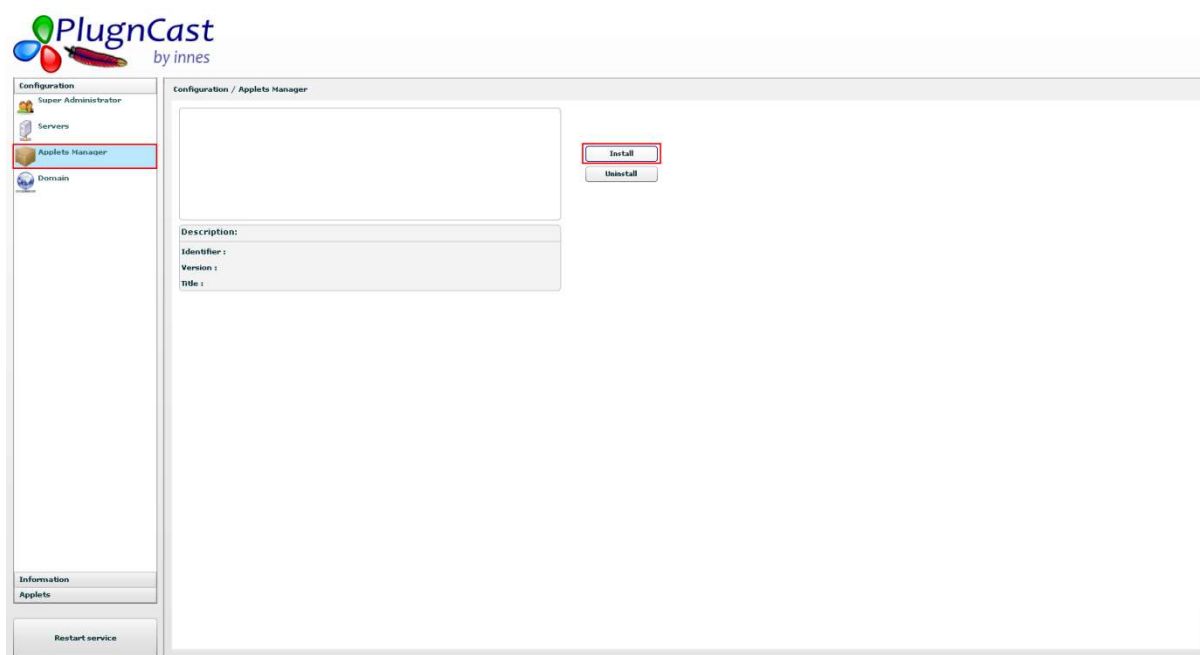 PlugnCast
by innes
Configuration
Super Administrator
Servers
Applets Manager
Domain
Information
Applets
Restart service
Configuration / Applets Manager
Install
Uninstall
Description:
Identifier :
Version :
Title :